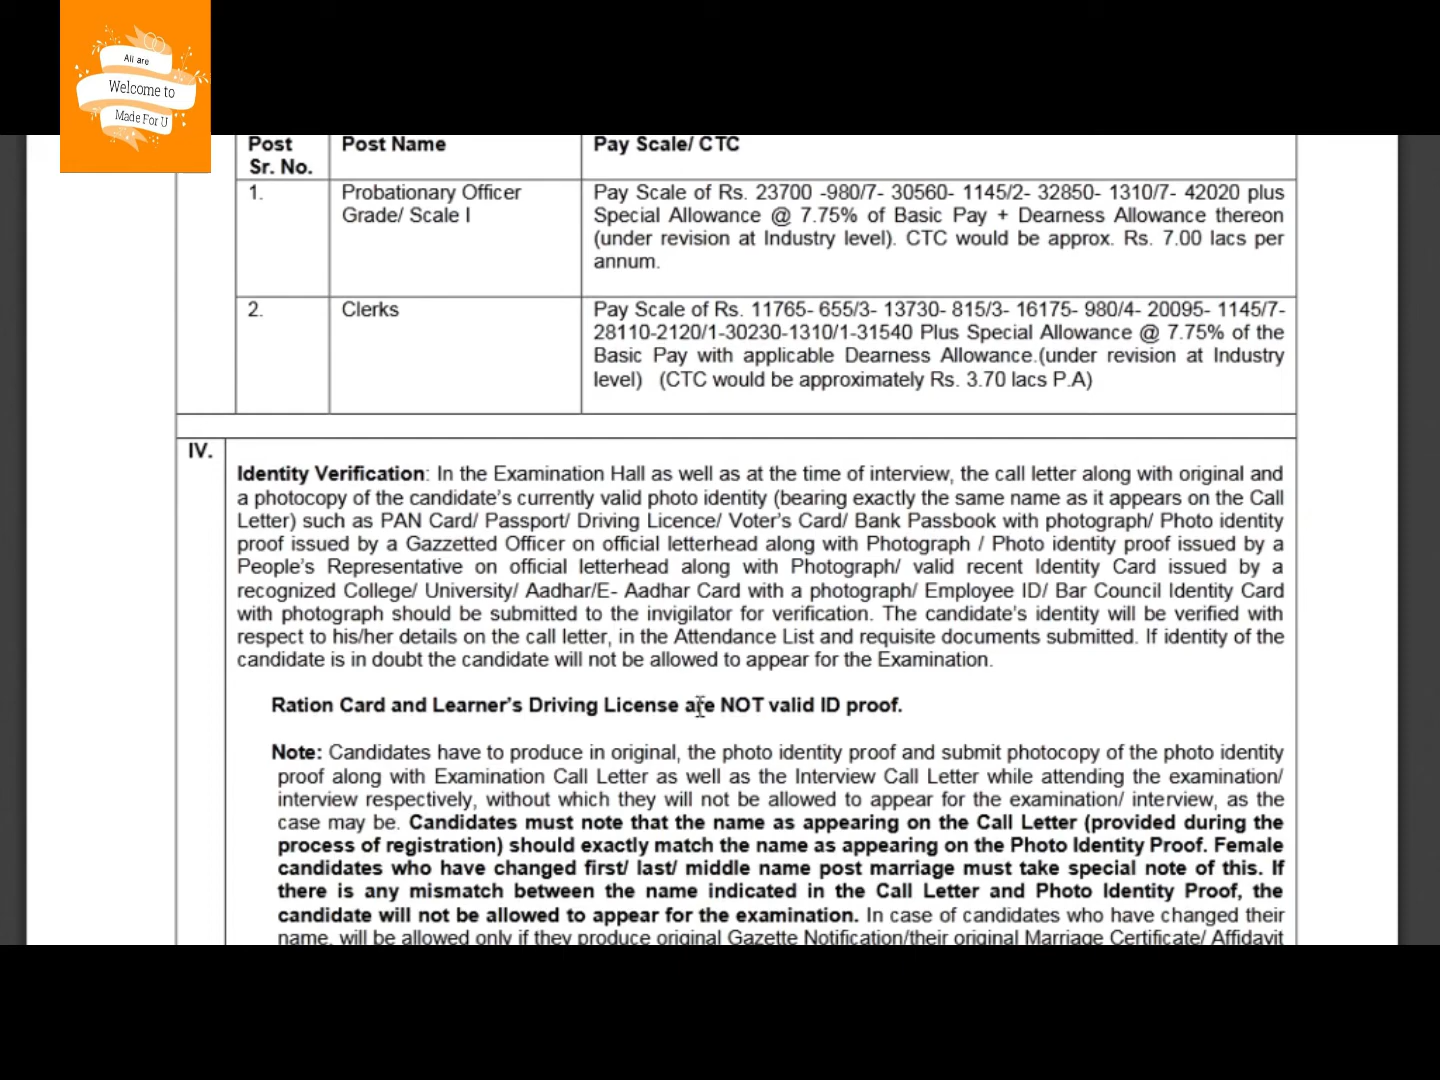 All are
Welcome to
Made For U
Post Post Name Pay Scale/ CTC
Sr. No.
1. Probationary Officer Pay Scale of Rs. 23700 -980/7- 30560- 1145/2- 32850- 1310/7- 42020 plus
Grade/ Scale I Special Allowance @ 7.75% of Basic Pay + Dearness Allowance thereon
(under revision at Industry level). CTC would be approx. Rs. 7.00 lacs per
annum.
2. Clerks Pay Scale of Rs. 11765- 655/3- 13730- 815/3- 16175- 980/4- 20095- 1145/7-
28110-2120/1-30230-1310/1-31540 Plus Special Allowance @ 7.75% of the
Basic Pay with applicable Dearness Allowance.(under revision at Industry
level) (CTC would be approximately Rs. 3.70 lacs P.A)
IV.
Identity Verification: In the Examination Hall as well as at the time of interview, the call letter along with original and
a photocopy of the candidate's currently valid photo identity (bearing exactly the same name as it appears on the Call
Letter) such as PAN Card/ Passport/ Driving Licence/ Voter's Card/ Bank Passbook with photograph/ Photo identity
proof issued by a Gazzetted Officer on official letterhead along with Photograph / Photo identity proof issued by a
People's Representative on official letterhead along with Photograph/ valid recent Identity Card issued by a
recognized College/ University/ Aadhar/E- Aadhar Card with a photograph/ Employee ID/ Bar Council Identity Card
with photograph should be submitted to the invigilator for verification. The candidate's identity will be verified with
respect to his/her details on the call letter, in the Attendance List and requisite documents submitted. If identity of the
candidate is in doubt the candidate will not be allowed to appear for the Examination.
Ration Card and Learner's Driving License are NOT valid ID proof.
Note: Candidates have to produce in original, the photo identity proof and submit photocopy of the photo identity
proof along with Examination Call Letter as well as the Interview Call Letter while attending the examination/
interview respectively, without which they will not be allowed to appear for the examination/ interview, as the
case may be. Candidates must note that the name as appearing on the Call Letter (provided during the
process of registration) should exactly match the name as appearing on the Photo Identity Proof. Female
candidates who have changed first/ last/ middle name post marriage must take special note of this. If
there is any mismatch between the name indicated in the Call Letter and Photo Identity Proof, the
candidate will not be allowed to appear for the examination. In case of candidates who have changed their
name, will be allowed only if they produce original Gazette Notification/their original Marriage Certificate/ Affidavit